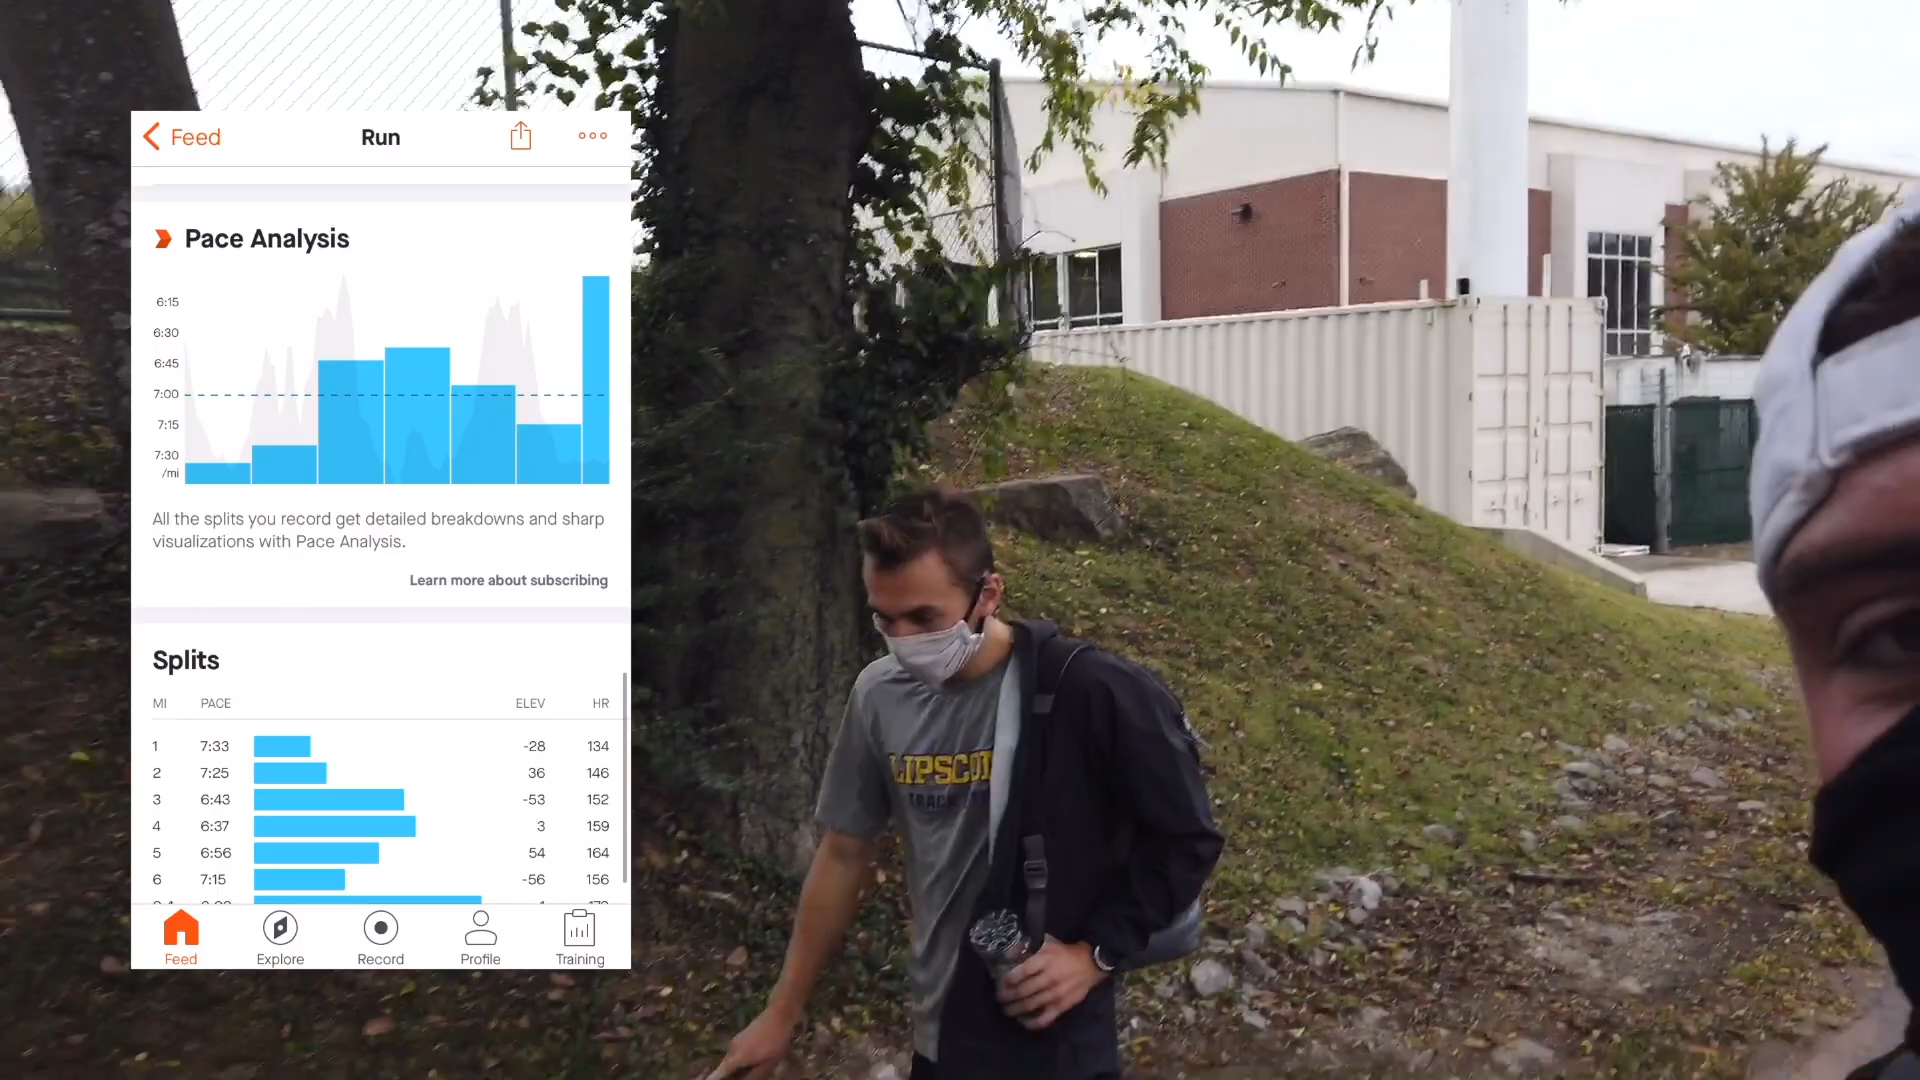 Feed
Run
Pace Analysis
6:15
6:30
6:45
7:00
7:15
7:30
/mi
All the splits you record get detailed breakdowns and sharp
visualizations with Pace Analysis.
Learn more about subscribing
Splits
MI PACE ELEV HR
1 7:33 -28 134
2 7:25 36 146
3 6:43 -53 152
4 6:37 3 159
5 6:56 54 164
6 7:15 -56 156
Feed Explore Record Profile Training